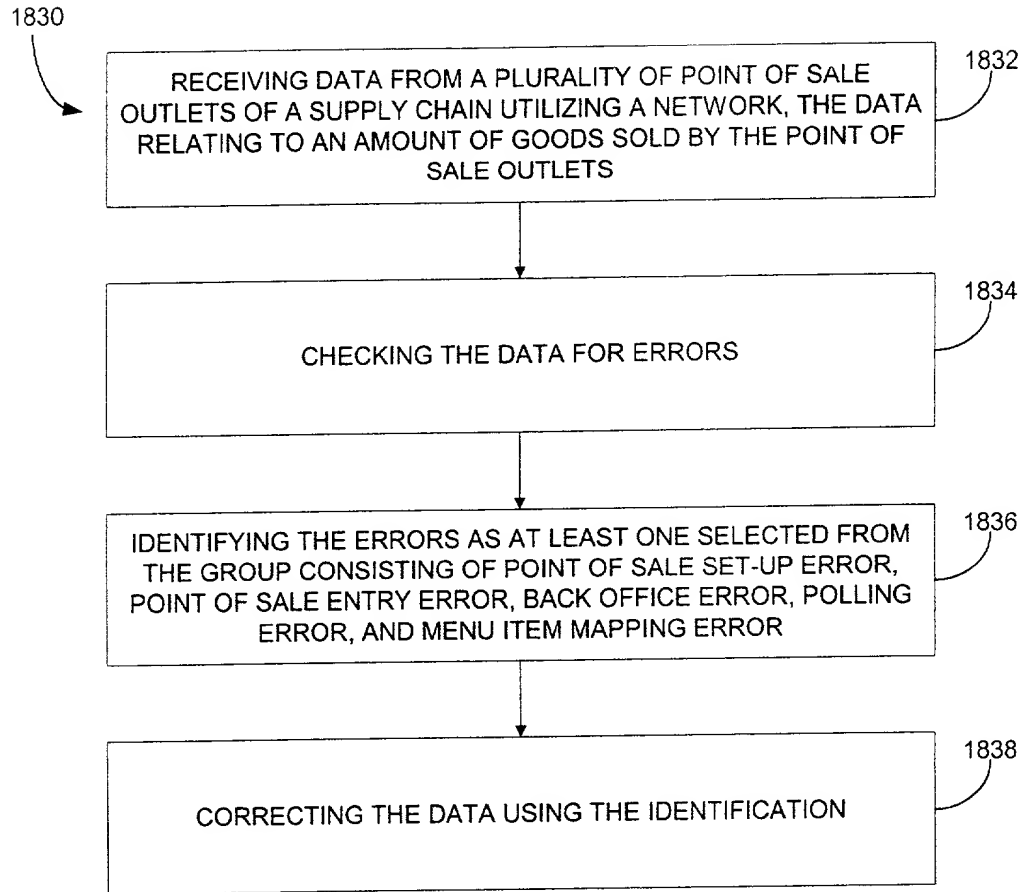 1830
1832
RECEIVING DATA FROM A PLURALITY OF POINT OF SALE
OUTLETS OF A SUPPLY CHAIN UTILIZING A NETWORK, THE DATA
RELATING TO AN AMOUNT OF GOODS SOLD BY THE POINT OF
SALE OUTLETS
1834
CHECKING THE DATA FOR ERRORS
1836
IDENTIFYING THE ERRORS AS AT LEAST ONE SELECTED FROM
THE GROUP CONSISTING OF POINT OF SALE SET-UP ERROR,
POINT OF SALE ENTRY ERROR, BACK OFFICE ERROR, POLLING
ERROR, AND MENU ITEM MAPPING ERROR
1838
CORRECTING THE DATA USING THE IDENTIFICATION